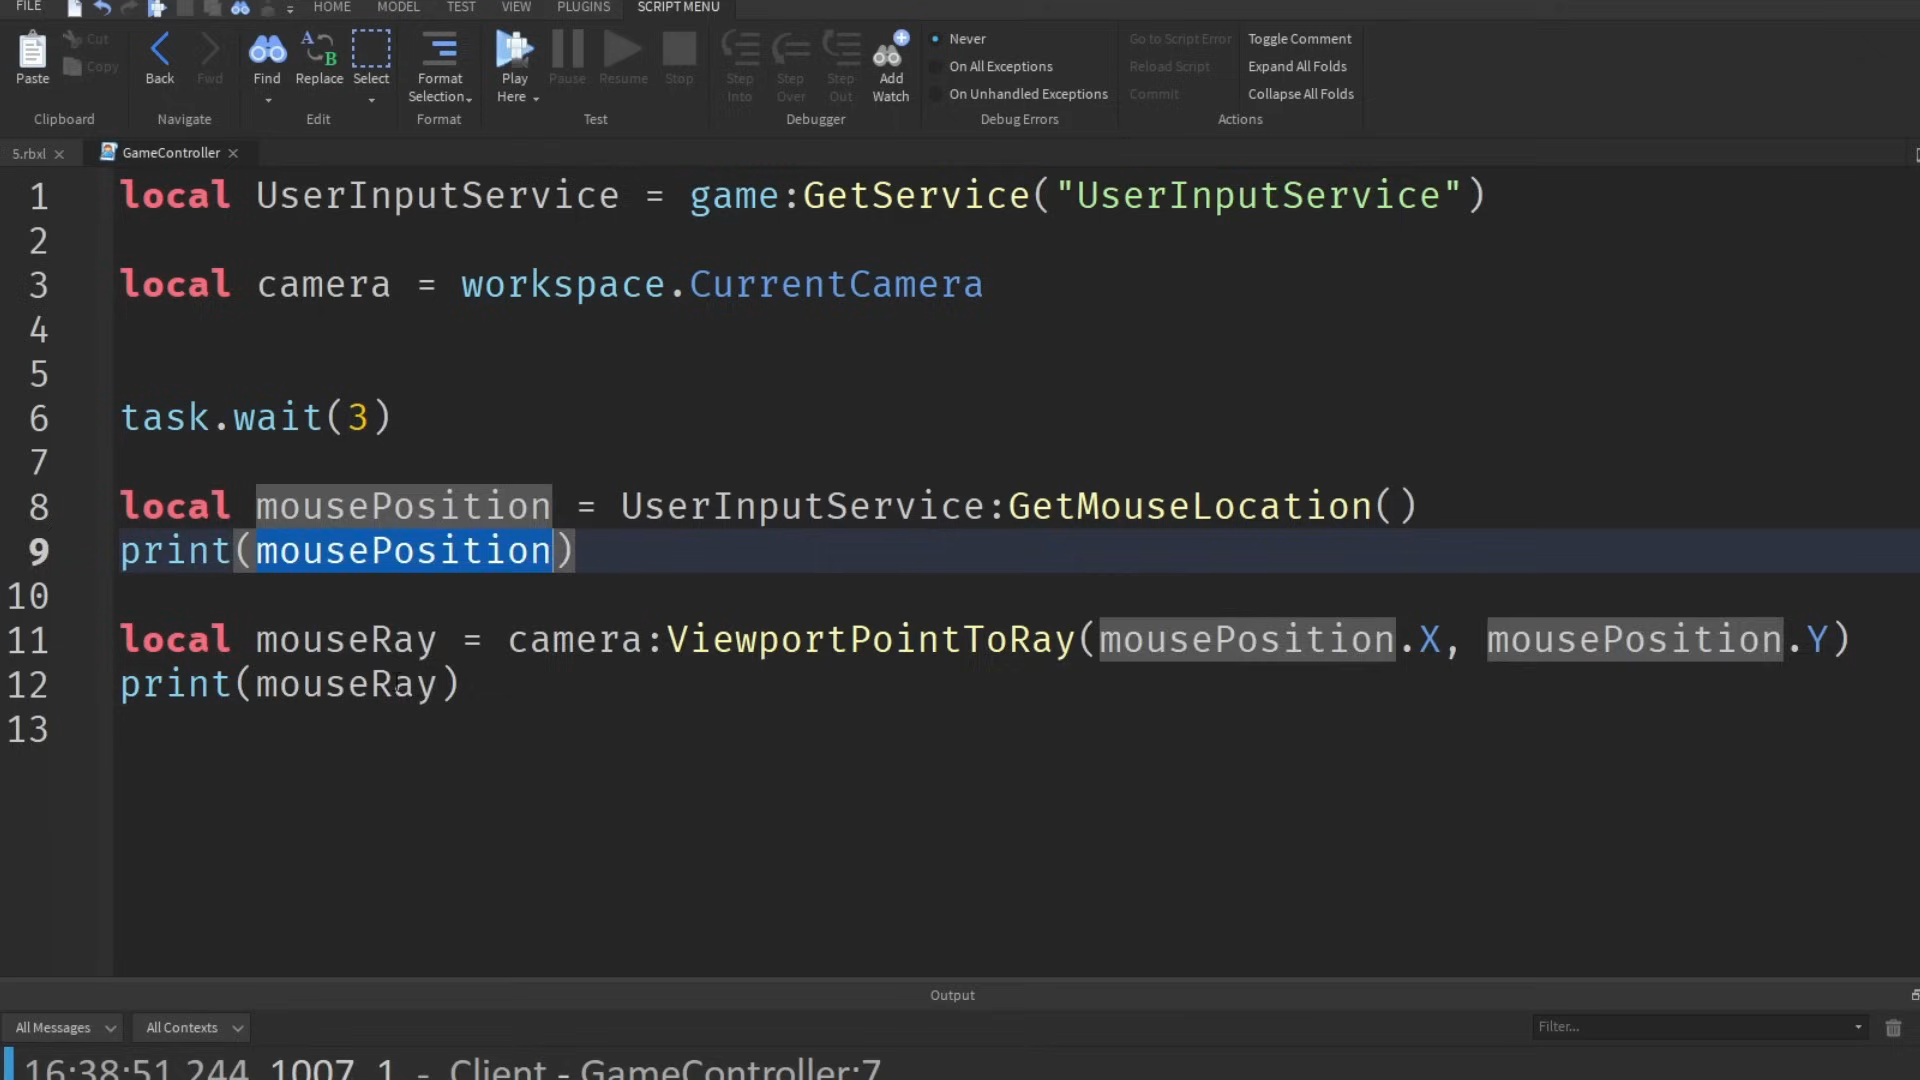 FILE HOME MODEL TEST VIEW PLUGINS SCRIPT MENU
Paste
Cut
Copy
Clipboard
Back
Fwd
Navigate
Find
Replace
Select
Edit
Format
Selection
Format
Play
Here
Pause
Resume
Stop
Test
Step
Into
Step
Over
Step
Out
Add
Watch
Debugger
Never
On All Exceptions
On Unhandled Exceptions
Debug Errors
Go to Script Error
Reload Script
Commit
Toggle Comment
Expand All Folds
Collapse All Folds
Actions
5.rbxl
GameController
1 local UserInputService = game:GetService("UserInputService")
2
3 local camera = workspace.CurrentCamera
4
5
6 task.wait(3)
7
8 local mousePosition = UserInputService:GetMouseLocation()
9 print(mousePosition)
10
11 local mouseRay = camera:ViewportPointToRay(mousePosition.X, mousePosition.Y)
12 print(mouseRay)
13
Output
All Messages All Contexts Filter...
16:38:51.244 1007, 1 - Client - GameController:7